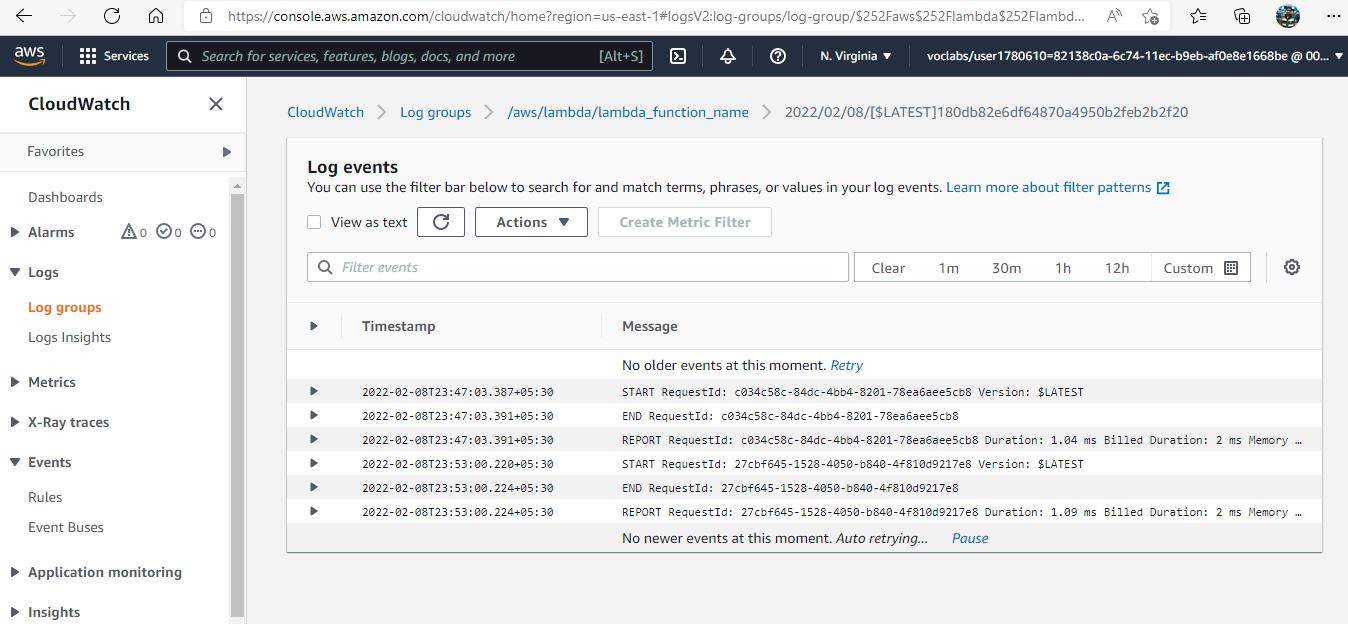 https://console.aws.amazon.com/cloudwatch/home?region=us-east-1#logsV2:log-groups/log-group/$252Faws$252Flambda$252Flambd...
aws
Services
Search for services, features, blogs, docs, and more [Alt+S]
N. Virginia
voclabs/user1780610=82138c0a-6c74-11ec-b9eb-af0e8e1668be @ 00...
CloudWatch
Favorites
Dashboards
Alarms 0 0 0
Logs
Log groups
Logs Insights
Metrics
X-Ray traces
Events
Rules
Event Buses
Application monitoring
Insights
CloudWatch Log groups /aws/lambda/lambda_function_name 2022/02/08/[$LATEST]180db82e6df64870a4950b2feb2b2f20
Log events
You can use the filter bar below to search for and match terms, phrases, or values in your log events. Learn more about filter patterns
View as text Actions Create Metric Filter
Filter events Clear 1m 30m 1h 12h Custom
Timestamp Message
No older events at this moment. Retry
2022-02-08T23:47:03.387+05:30 START RequestId: c034c58c-84dc-4bb4-8201-78ea6aee5cb8 Version: $LATEST
2022-02-08T23:47:03.391+05:30 END RequestId: c034c58c-84dc-4bb4-8201-78ea6aee5cb8
2022-02-08T23:47:03.391+05:30 REPORT RequestId: c034c58c-84dc-4bb4-8201-78ea6aee5cb8 Duration: 1.04 ms Billed Duration: 2 ms Memory …
2022-02-08T23:53:00.220+05:30 START RequestId: 27cbf645-1528-4050-b840-4f810d9217e8 Version: $LATEST
2022-02-08T23:53:00.224+05:30 END RequestId: 27cbf645-1528-4050-b840-4f810d9217e8
2022-02-08T23:53:00.224+05:30 REPORT RequestId: 27cbf645-1528-4050-b840-4f810d9217e8 Duration: 1.09 ms Billed Duration: 2 ms Memory …
No newer events at this moment. Auto retrying... Pause